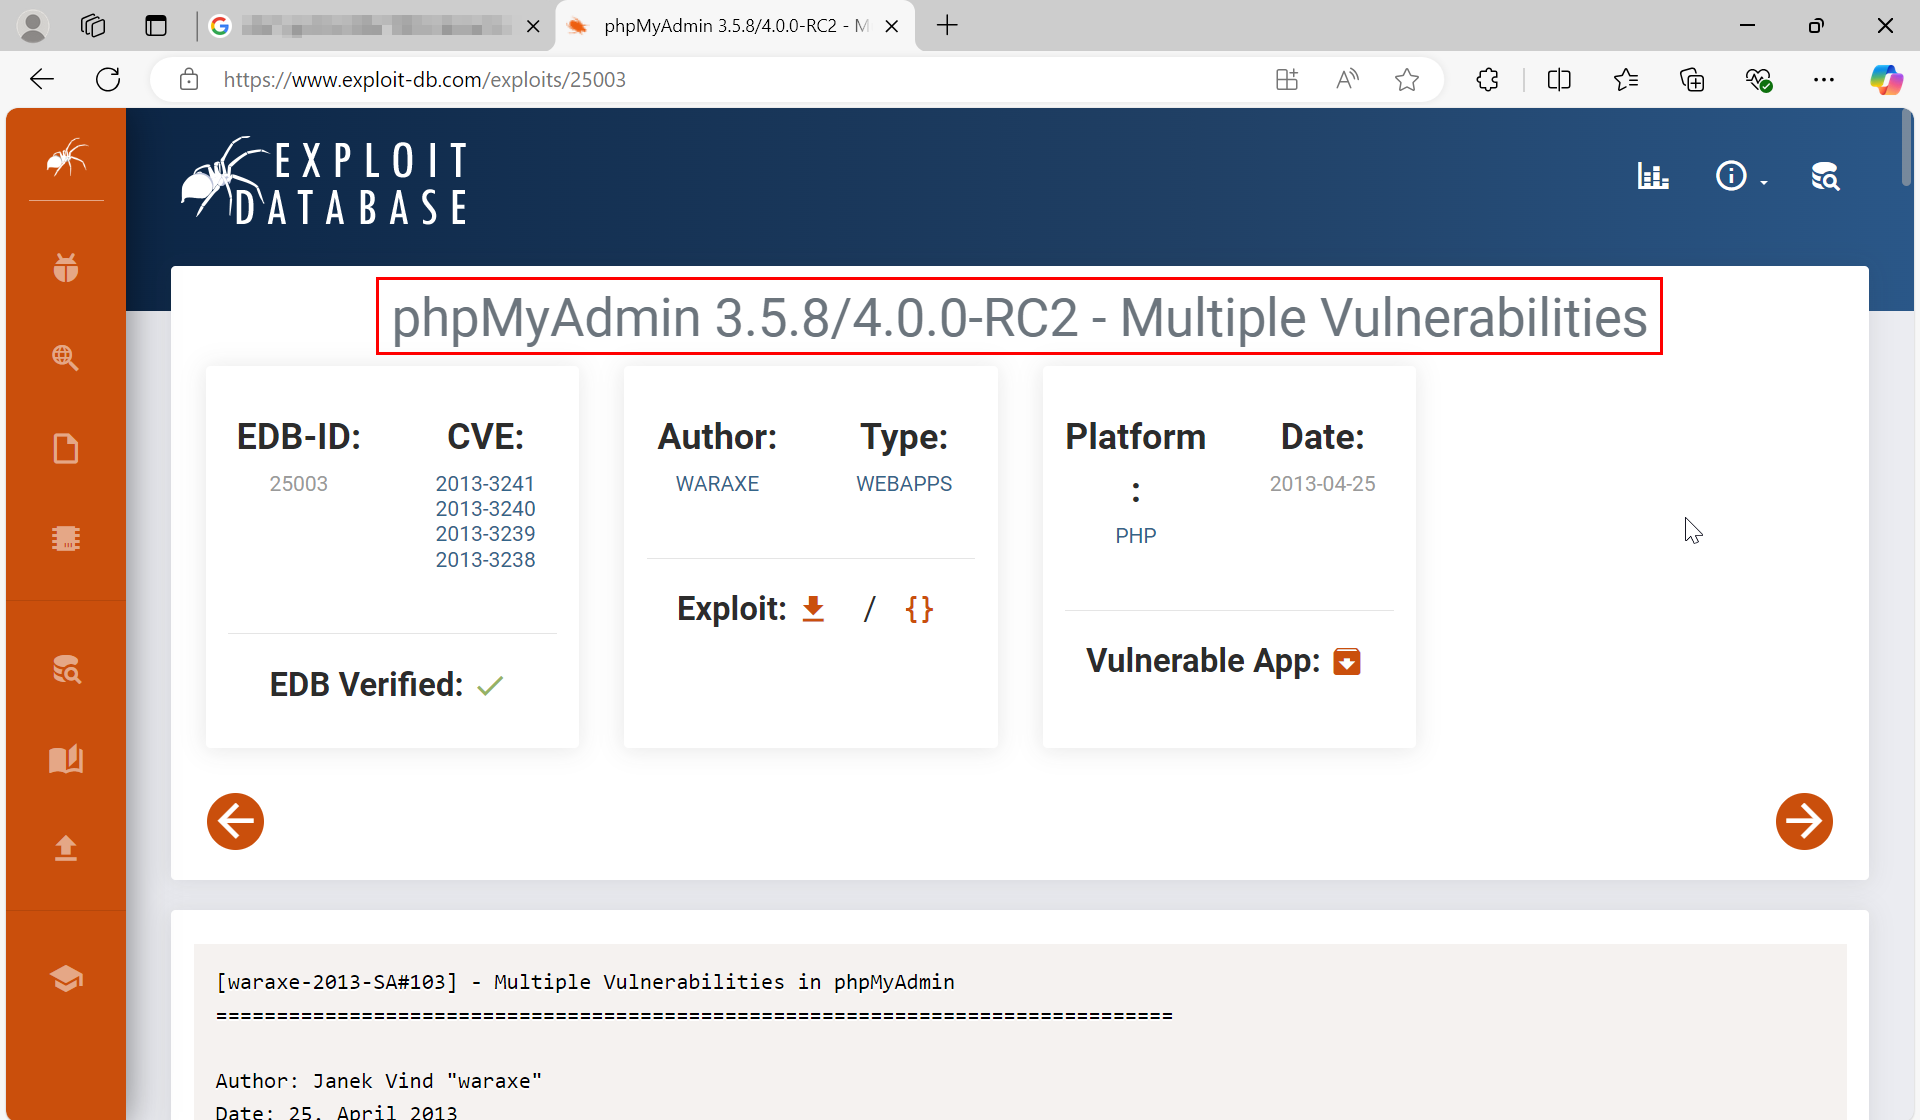 phpMyAdmin 3.5.8/4.0.0-RC2 - M
https://www.exploit-db.com/exploits/25003
EXPLOIT
DATABASE
phpMyAdmin 3.5.8/4.0.0-RC2 - Multiple Vulnerabilities
EDB-ID:
25003
CVE:
2013-3241
2013-3240
2013-3239
2013-3238
EDB Verified:
Author:
WARAXE
Type:
WEBAPPS
Exploit: / {}
Platform
:
PHP
Date:
2013-04-25
Vulnerable App:
[waraxe-2013-SA#103] - Multiple Vulnerabilities in phpMyAdmin
===============================================================================
Author: Janek Vind "waraxe"
Date: 25. April 2013